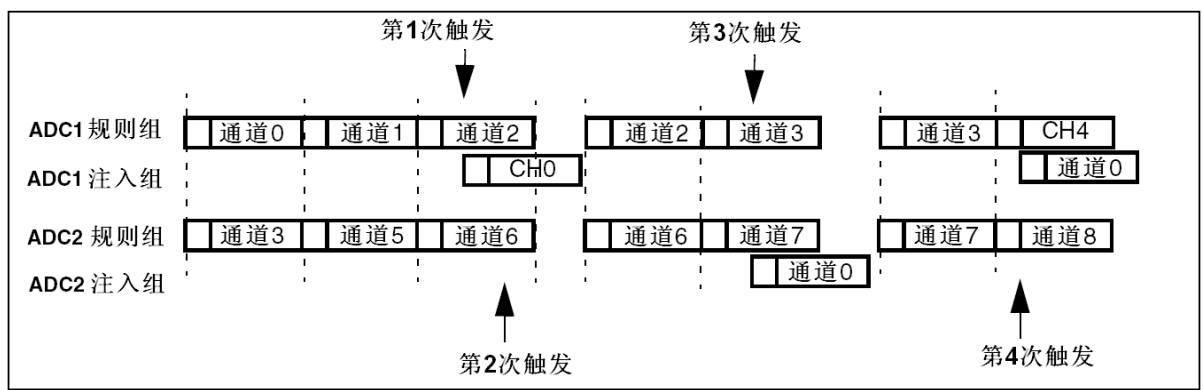 第1次触发 第3次触发
ADC1 规则组 通道0 通道1 通道2 通道2 通道3 通道3 CH4
ADC1 注入组 CH0 通道0
ADC2 规则组 通道3 通道5 通道6 通道6 通道7 通道7 通道8
ADC2 注入组 通道0
第2次触发 第4次触发